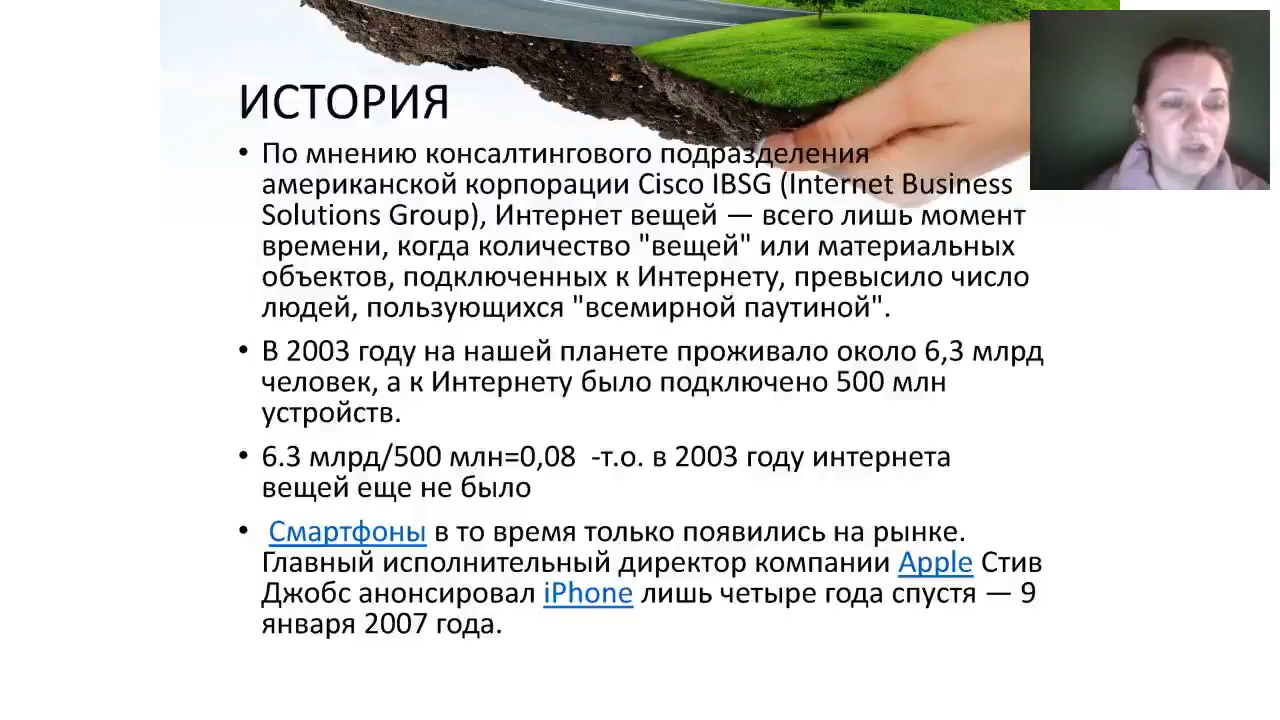 ИСТОРИЯ
• По мнению консалтингового подразделения
американской корпорации Cisco IBSG (Internet Business
Solutions Group), Интернет вещей — всего лишь момент
времени, когда количество "вещей" или материальных
объектов, подключенных к Интернету, превысило число
людей, пользующихся "всемирной паутиной".
• В 2003 году на нашей планете проживало около 6,3 млрд
человек, а к Интернету было подключено 500 млн
устройств.
• 6.3 млрд/500 млн=0,08 -т.о. в 2003 году интернета
вещей еще не было
• Смартфоны в то время только появились на рынке.
Главный исполнительный директор компании Apple Стив
Джобс анонсировал iPhone лишь четыре года спустя — 9
января 2007 года.